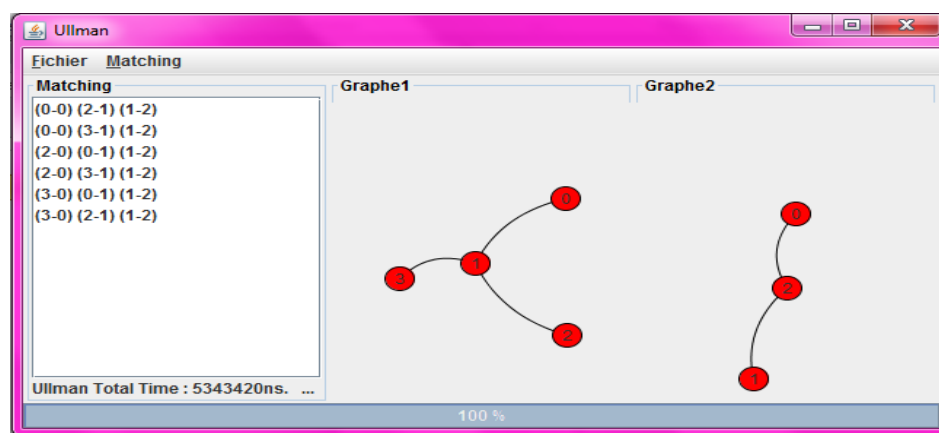 Ullman
Fichier Matching
Matching
(0-0) (2-1) (1-2)
(0-0) (3-1) (1-2)
(2-0) (0-1) (1-2)
(2-0) (3-1) (1-2)
(3-0) (0-1) (1-2)
(3-0) (2-1) (1-2)
Ullman Total Time : 5343420ns. ...
Graphe1
0
1
3
2
Graphe2
0
2
1
100 %